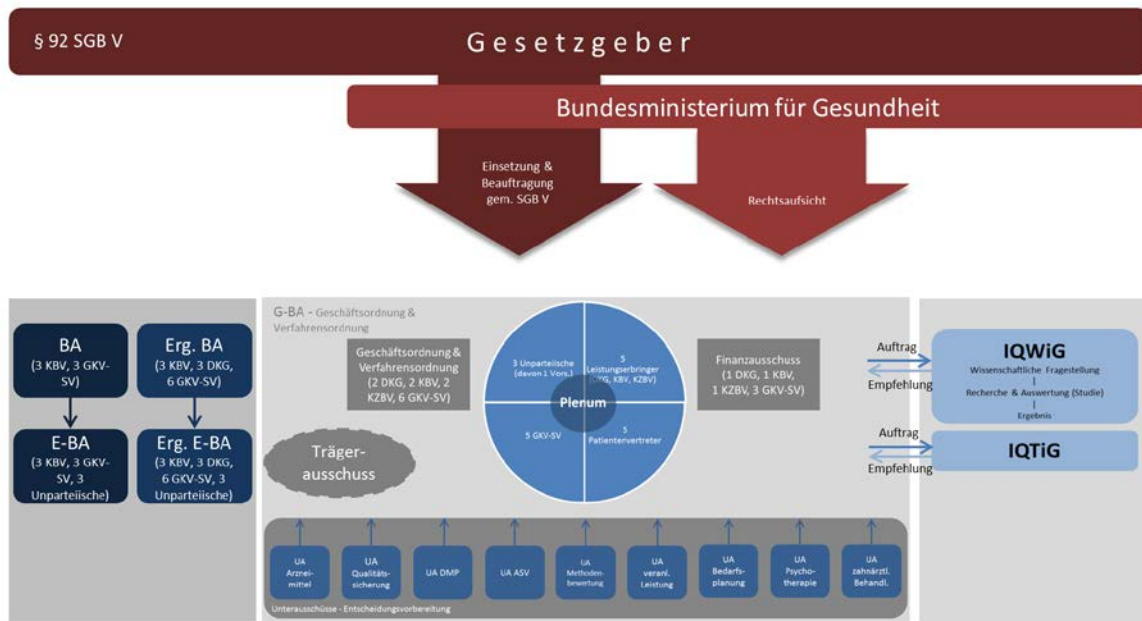 § 92 SGB V
Gesetzgeber
Bundesministerium für Gesundheit
Einsetzung &
Beauftragung
gem. SGB V
Rechtsaufsicht
BA
(3 KBV, 3 GKV-
SV)
Erg. BA
(3 KBV, 3 DKG,
6 GKV-SV)
E-BA
(3 KBV, 3 GKV-
SV, 3
Unparteiische)
Erg. E-BA
(3 KBV, 3 DKG,
6 GKV-SV, 3
Unparteiische)
G-BA - Geschäftsordnung &
Verfahrensordnung
Geschäftsordnung &
Verfahrensordnung
(2 DKG, 2 KBV, 2
KZBV, 6 GKV-SV)
Träger-
ausschuss
3 Unparteiische
(davon 1 Vors.)
5
Leistungserbringer
(DKG, KBV, KZBV)
Plenum
5 GKV-SV
5
Patientenvertreter
Finanzausschuss
(1 DKG, 1 KBV,
1 KZBV, 3 GKV-SV)
Auftrag
Empfehlung
IQWiG
Wissenschaftliche Fragestellung
Recherche & Auswertung (Studie)
Ergebnis
Auftrag
Empfehlung
IQTiG
UA
Arznei-
mittel
UA
Qualitäts-
sicherung
UA DMP
UA ASV
UA
Methoden-
bewertung
UA
veranl.
Leistung
UA
Bedarfs-
planung
UA
Psycho-
therapie
UA
zahnärztl.
Behandl.
Unterausschüsse - Entscheidungsvorbereitung